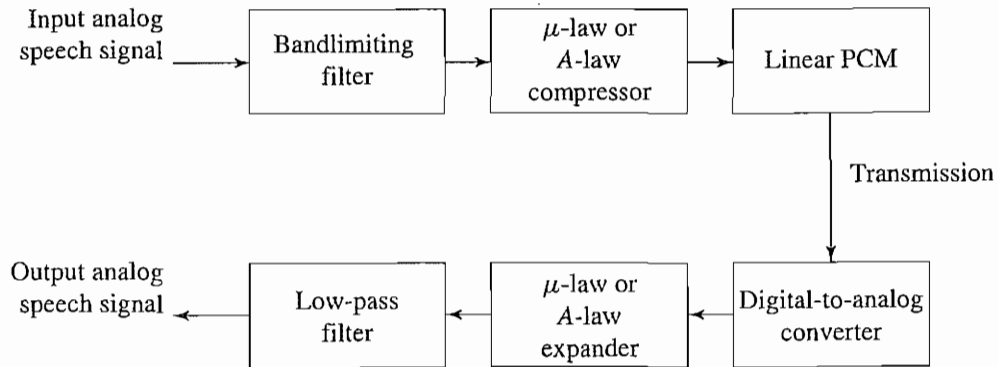 Input analog
speech signal
Bandlimiting
filter
μ-law or
A-law
compressor
Linear PCM
Transmission
Output analog
speech signal
Low-pass
filter
μ-law or
A-law
expander
Digital-to-analog
converter